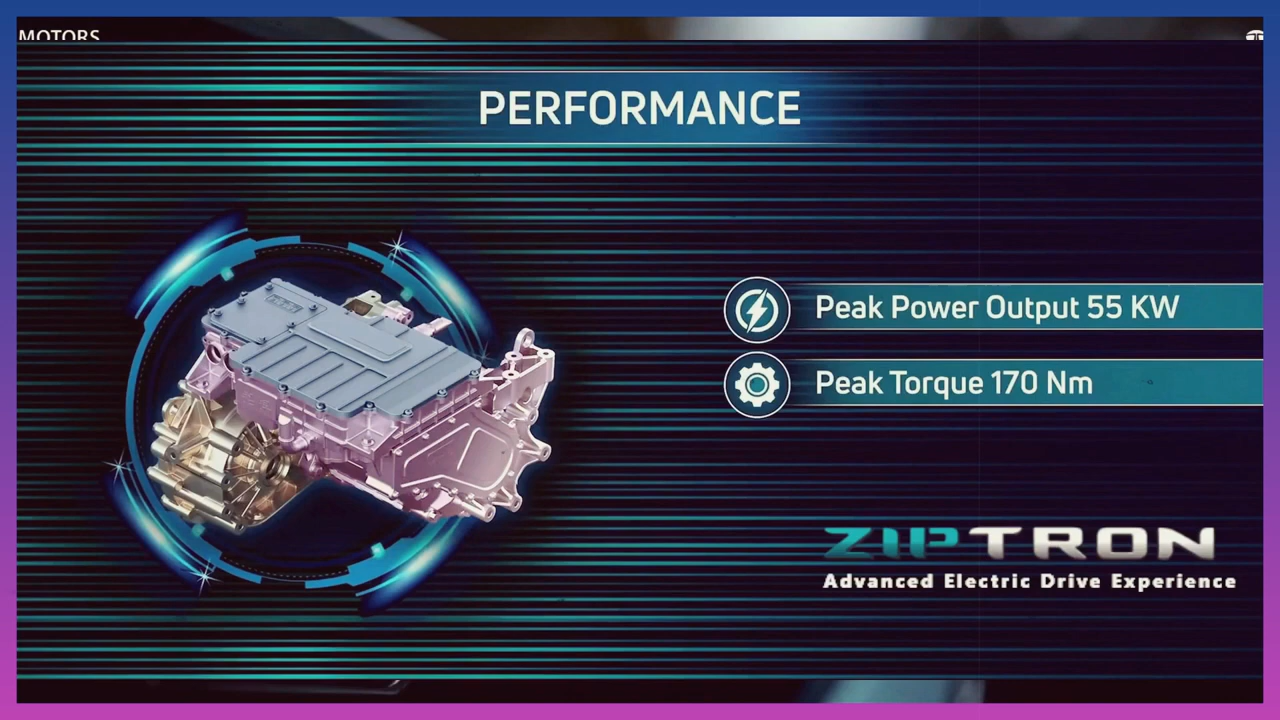 MOTORS
PERFORMANCE
Peak Power Output 55 KW
Peak Torque 170 Nm
ZIPTRON
Advanced Electric Drive Experience